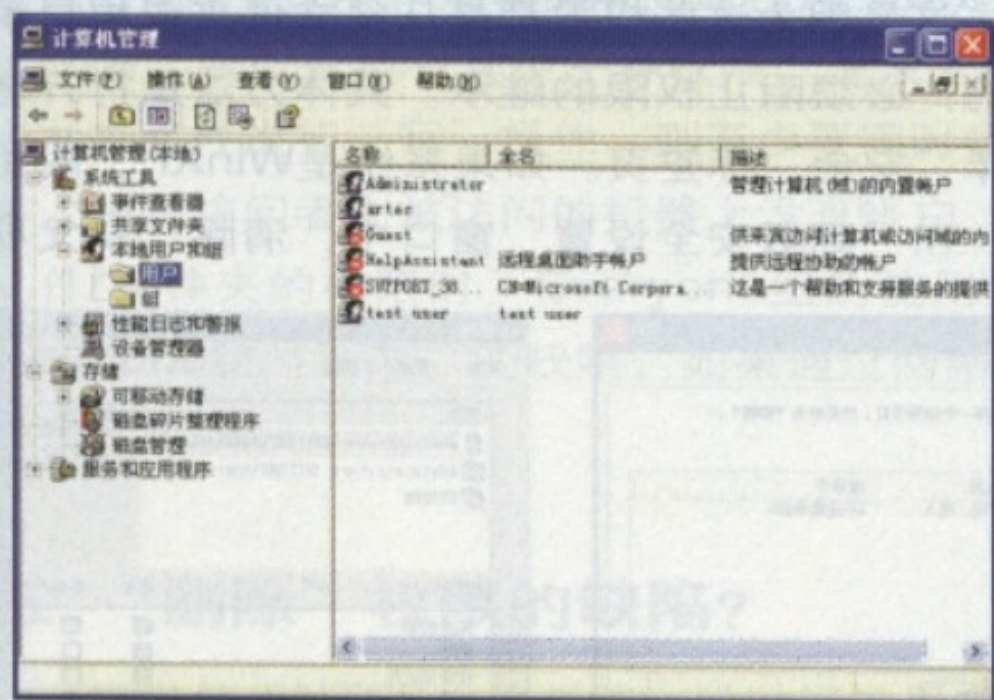 计算机管理
文件(F) 操作(A) 查看(V) 窗口(W) 帮助(H)
计算机管理(本地)
系统工具
事件查看器
共享文件夹
本地用户和组
用户
组
性能日志和警报
设备管理器
存储
可移动存储
磁盘碎片整理程序
磁盘管理
服务和应用程序
名称 全名 描述
Administrator 管理计算机(域)的内置帐户
artec
Guest 供来宾访问计算机或访问域的内
HelpAssistant 远程桌面助手帐户 提供远程协助的帐户
SUPPORT_38... CN=Microsoft Corpora... 这是一个帮助和支持服务的提供
test user test user